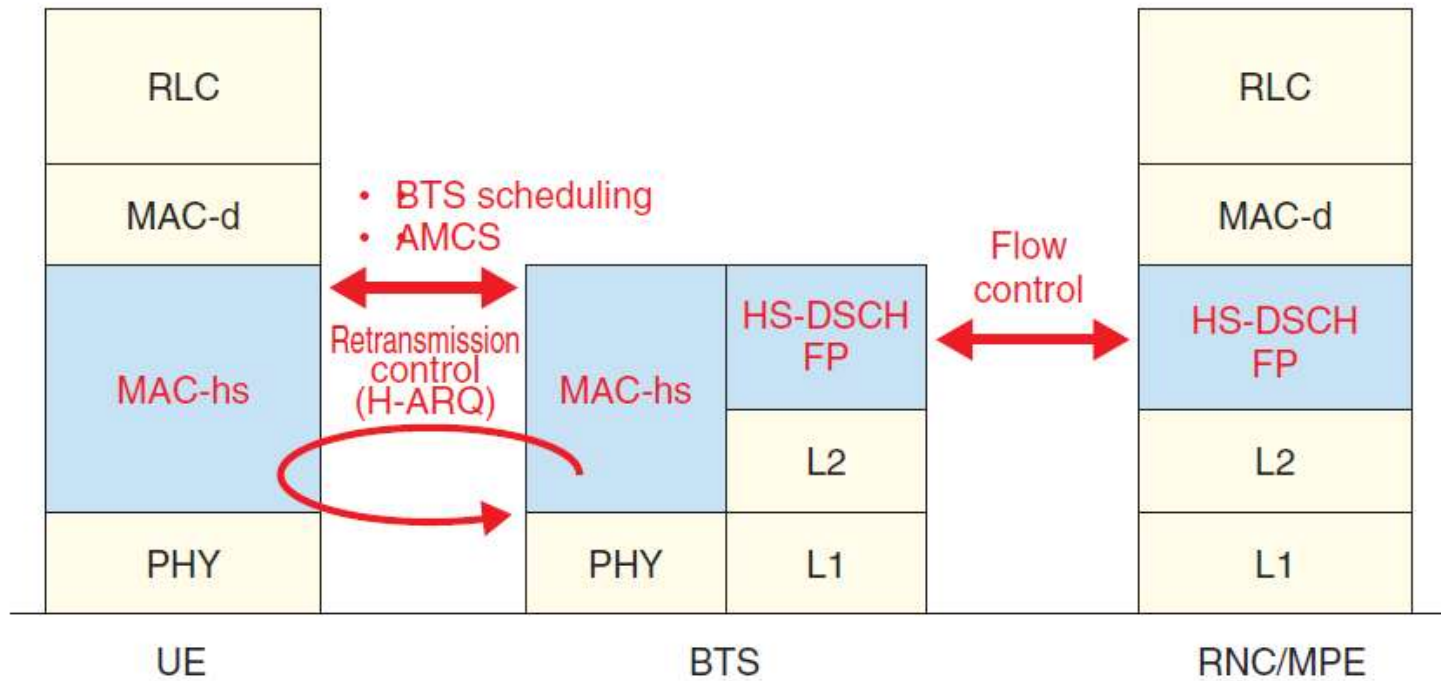 RLC
MAC-d
MAC-hs
PHY
UE
• BTS scheduling
• AMCS
Retransmission
control
(H-ARQ)
MAC-hs
PHY
HS-DSCH
FP
L2
L1
BTS
Flow
control
RLC
MAC-d
HS-DSCH
FP
L2
L1
RNC/MPE